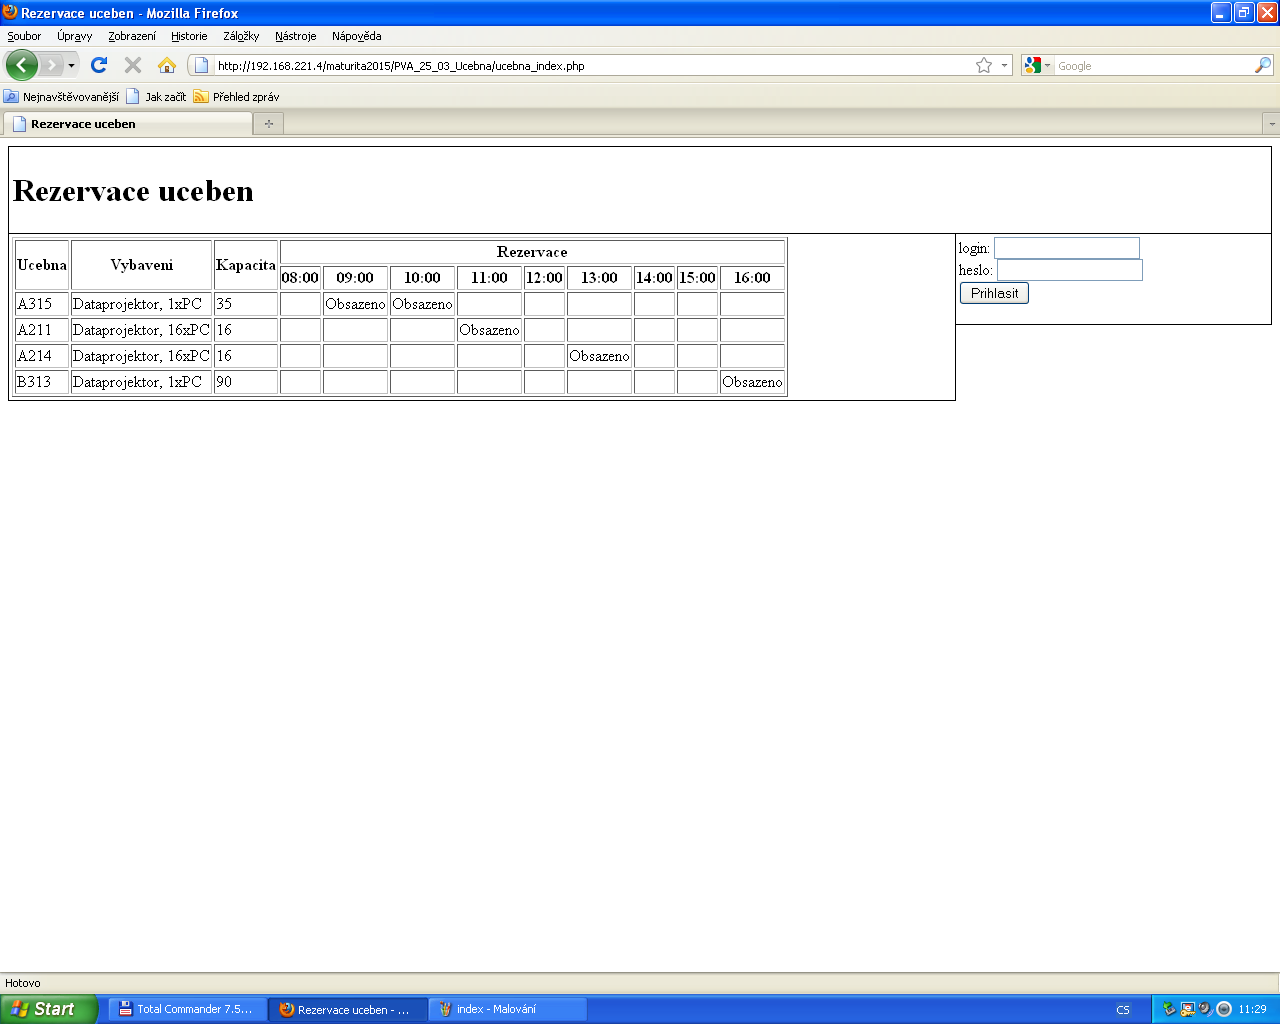 Rezervace uceben - Mozilla Firefox
Soubor Úpravy Zobrazení Historie Záložky Nástroje Nápověda
http://192.168.221.4/maturita2015/PVA_25_03_Ucebna/ucebna_index.php Google
Nejnavštěvovanější Jak začít Přehled zpráv
Rezervace uceben
Rezervace uceben
Ucebna Vybaveni Kapacita Rezervace
08:00 09:00 10:00 11:00 12:00 13:00 14:00 15:00 16:00
A315 Dataprojektor, 1xPC 35 Obsazeno Obsazeno
A211 Dataprojektor, 16xPC 16 Obsazeno
A214 Dataprojektor, 16xPC 16 Obsazeno
B313 Dataprojektor, 1xPC 90 Obsazeno
login:
heslo:
Prihlasit
Hotovo
Start Total Commander 7.5... Rezervace uceben - ... index - Malování CS 11:29